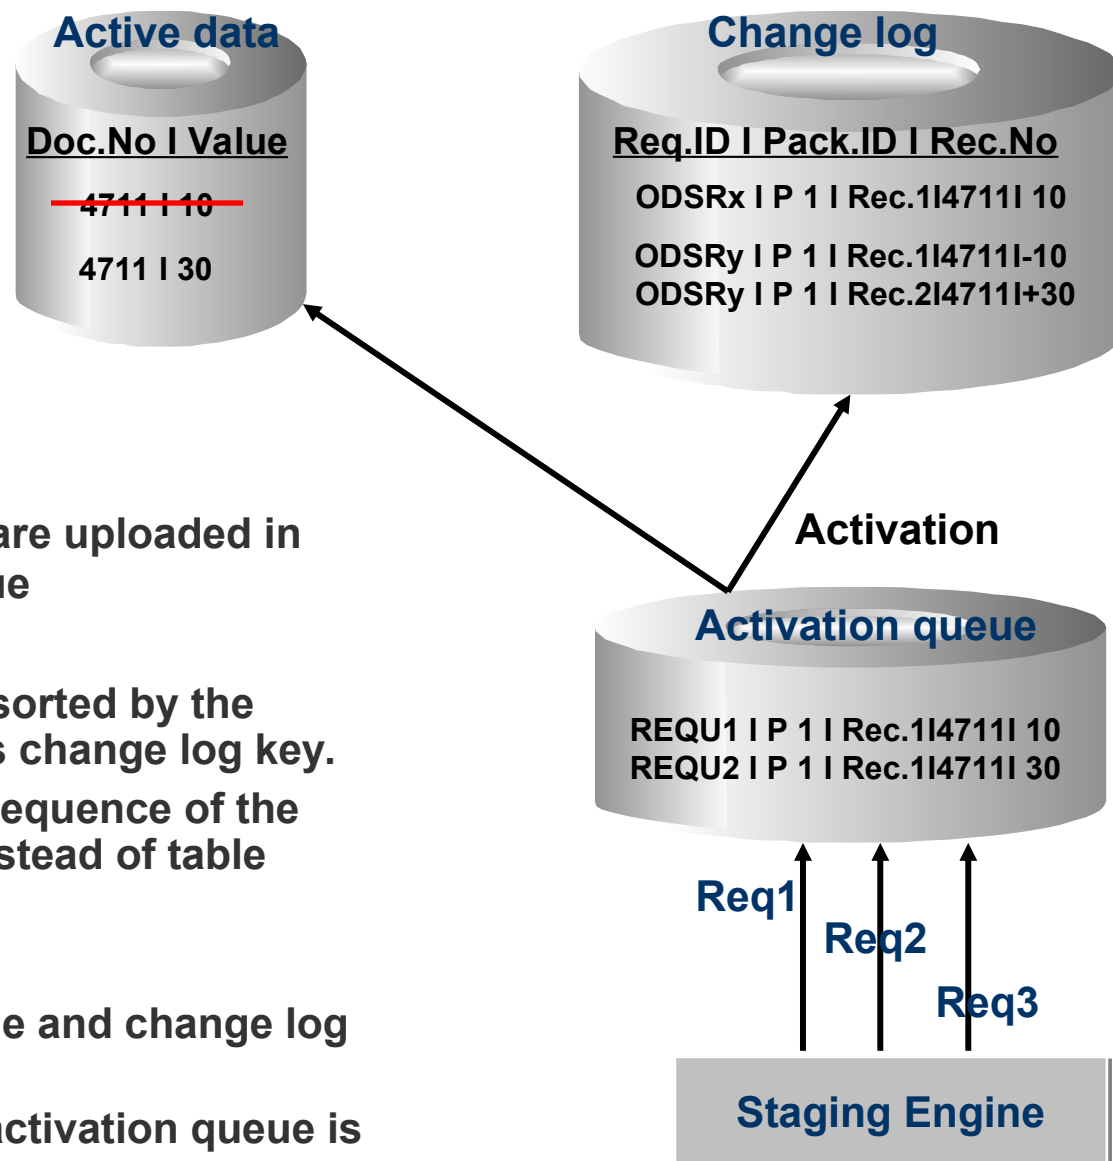 Active data
Change log
Doc.No I Value
4711 I 10
4711 I 30
Req.ID I Pack.ID I Rec.No
ODSRx I P 1 I Rec.1I4711I 10
ODSRy I P 1 I Rec.1I4711I-10
ODSRy I P 1 I Rec.2I4711I+30
are uploaded in
ue
sorted by the
s change log key.
equence of the
stead of table
e and change log
activation queue is
Activation
Activation queue
REQU1 I P 1 I Rec.1I4711I 10
REQU2 I P 1 I Rec.1I4711I 30
Req1
Req2
Req3
Staging Engine